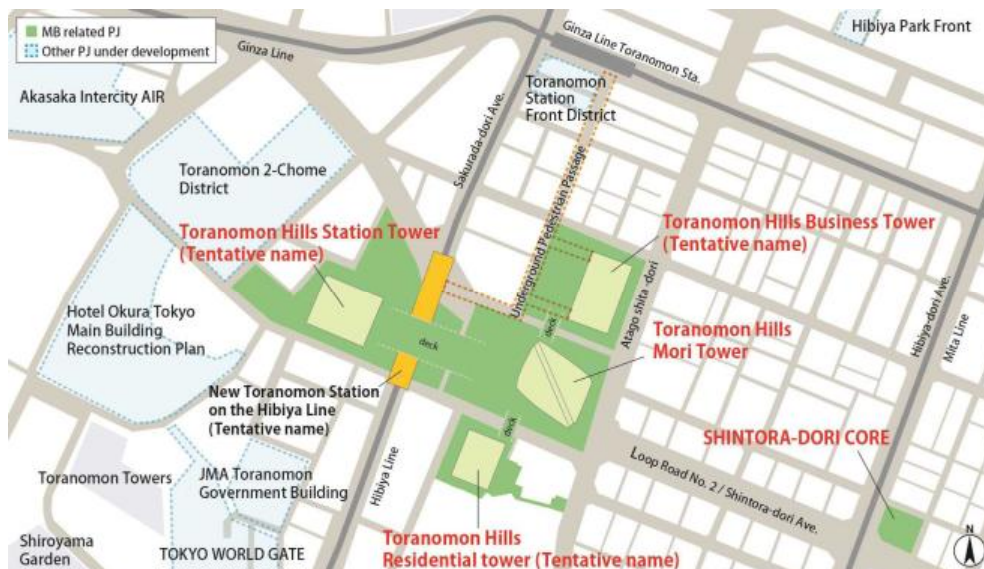 MB related PJ
Other PJ under development
Ginza Line
Ginza Line Toranomon Sta.
Hibiya Park Front
Akasaka Intercity AIR
Toranomon
Station
Front District
Sakurada-dori Ave.
Toranomon 2-Chome
District
Underground Pedestrian Passage
Toranomon Hills Station Tower
(Tentative name)
Toranomon Hills Business Tower
(Tentative name)
Hotel Okura Tokyo
Main Building
Reconstruction Plan
deck
deck
Atago shita -dori
Hibiya-dori Ave.
Mita Line
Toranomon Hills
Mori Tower
New Toranomon Station
on the Hibiya Line
(Tentative name)
deck
SHINTORA-DORI CORE
Loop Road No. 2 / Shintora-dori Ave.
Toranomon Towers
JMA Toranomon
Government Building
Hibiya Line
Shiroyama
Garden
TOKYO WORLD GATE
Toranomon Hills
Residential tower (Tentative name)
N